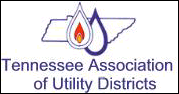 Tennessee Association
of Utility Districts